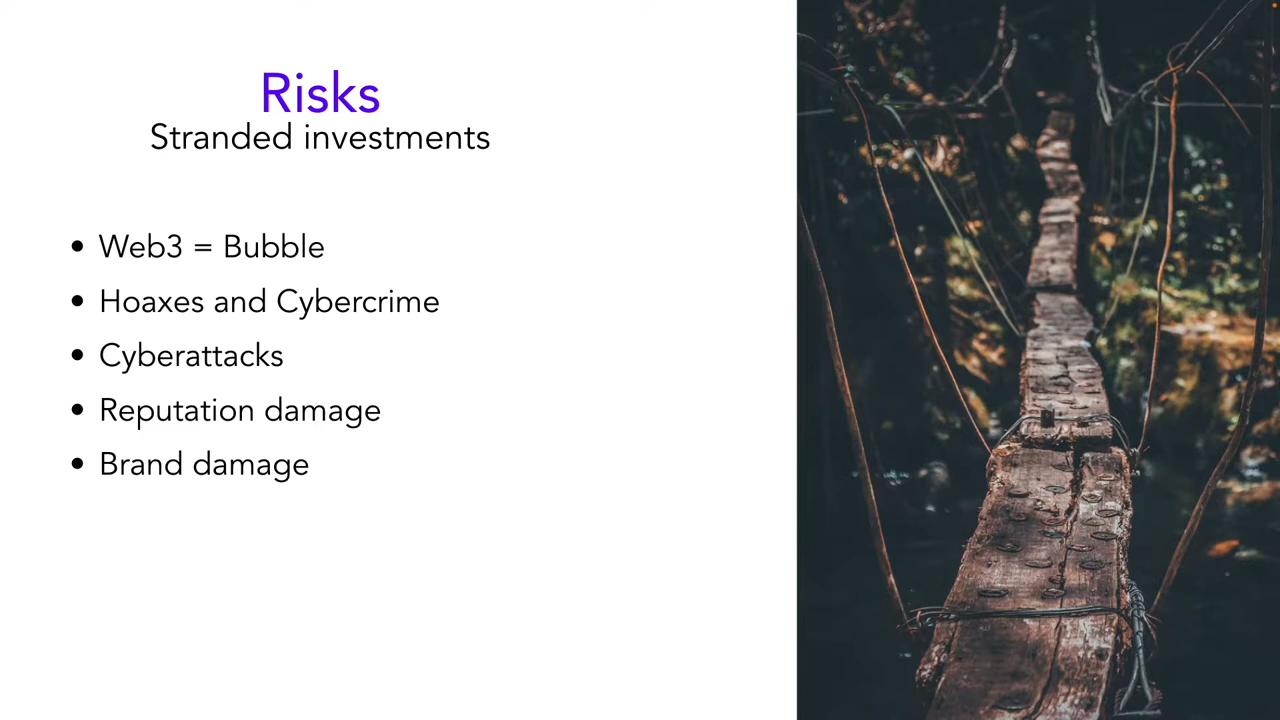 Risks
Stranded investments
• Web3 = Bubble
• Hoaxes and Cybercrime
• Cyberattacks
• Reputation damage
• Brand damage